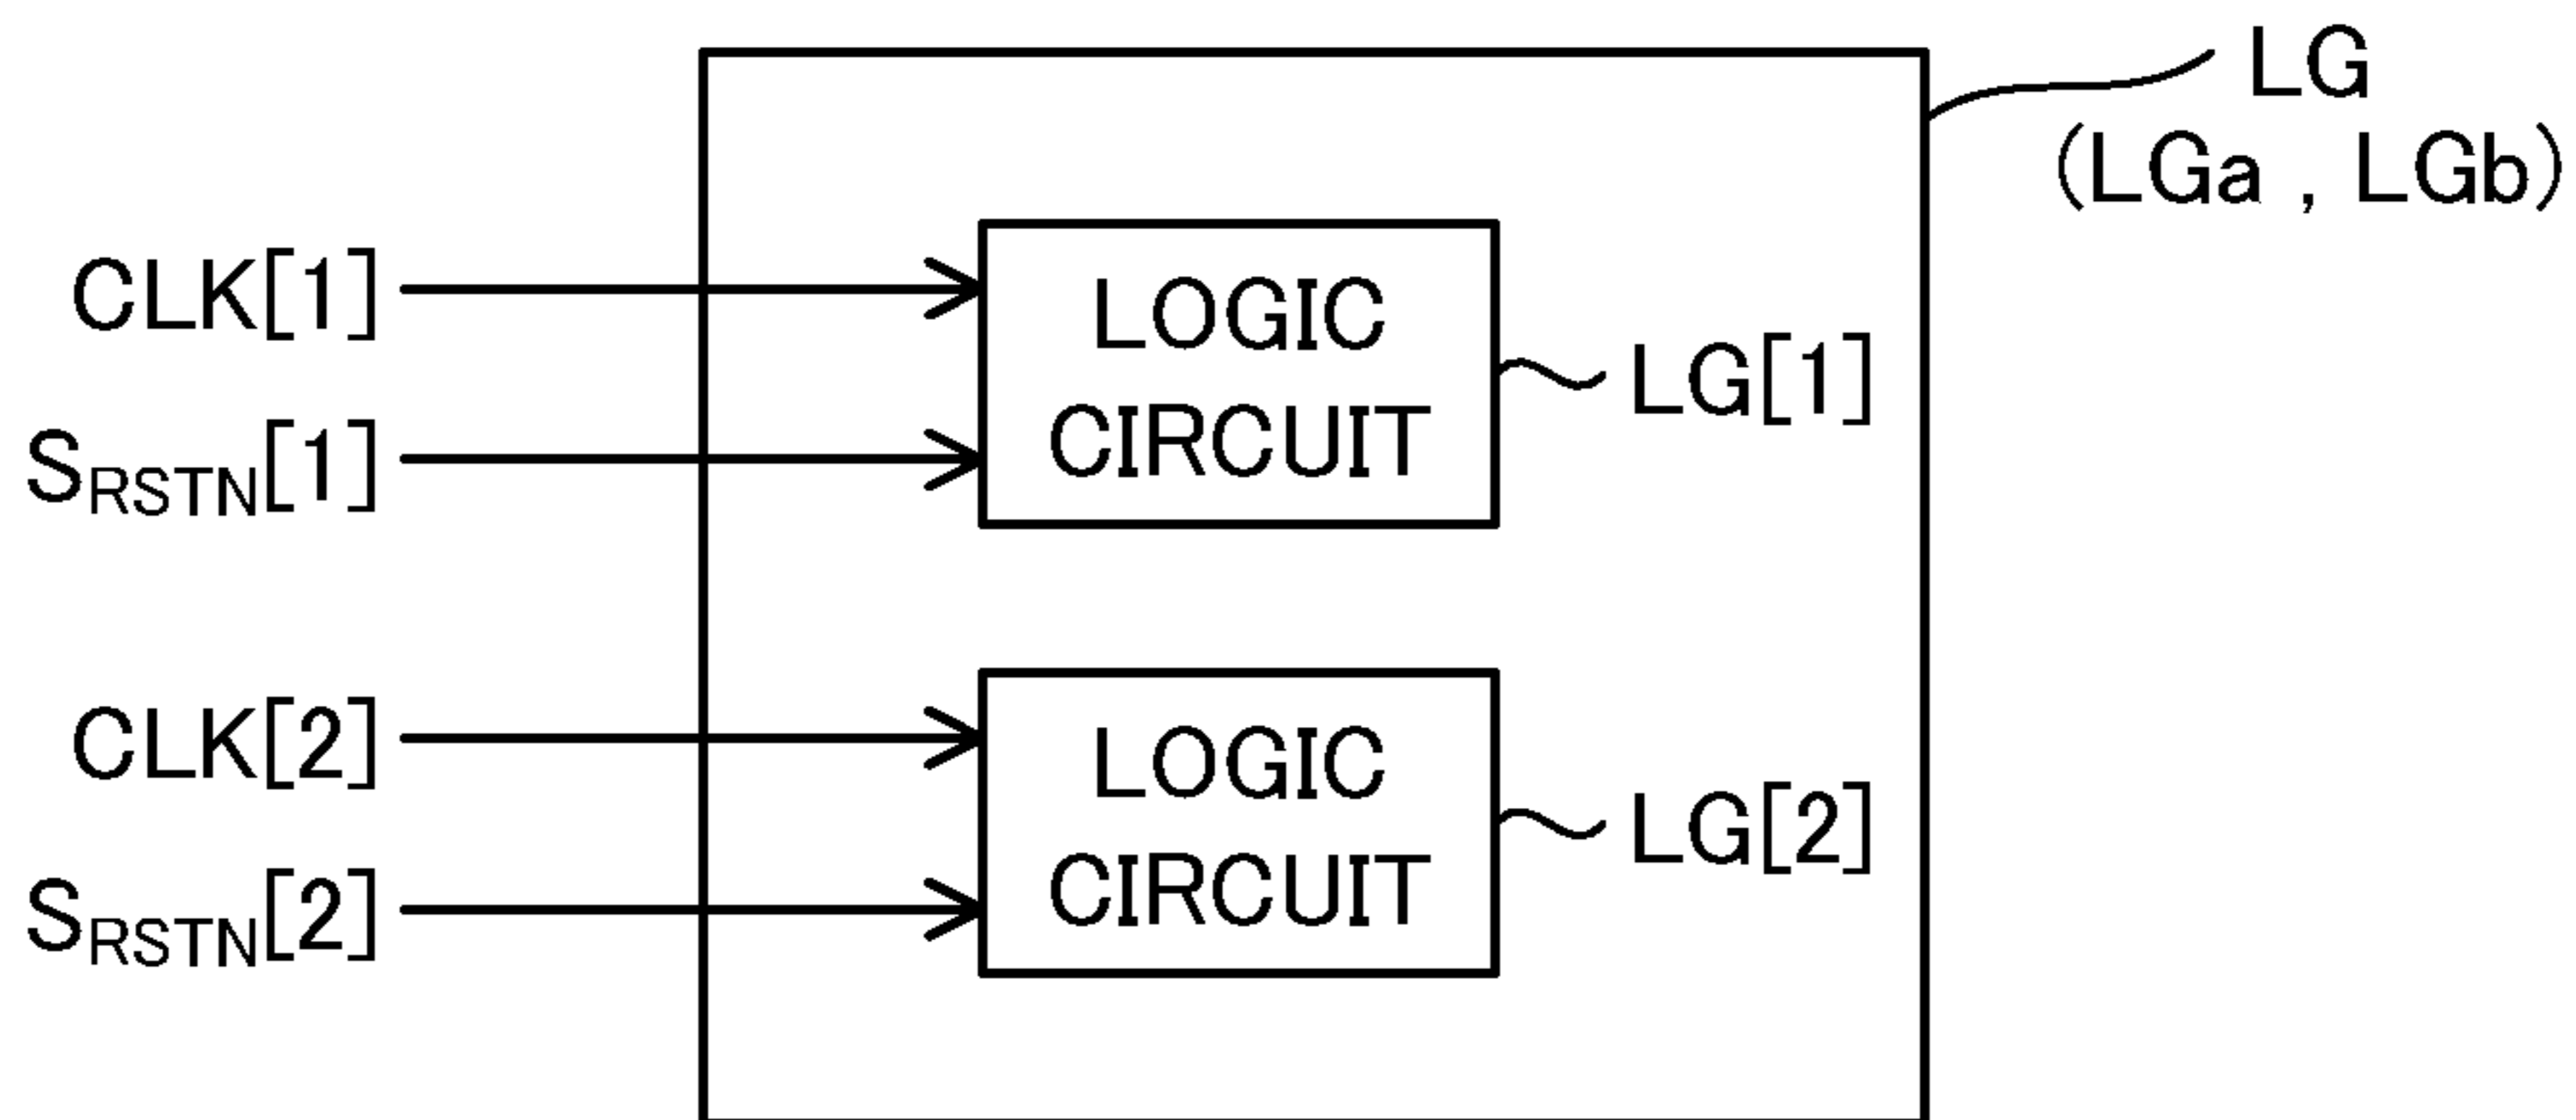 LG
(LGa , LGb)
CLK[1]
SRSTN[1]
LOGIC
CIRCUIT
LG[1]
CLK[2]
SRSTN[2]
LOGIC
CIRCUIT
LG[2]